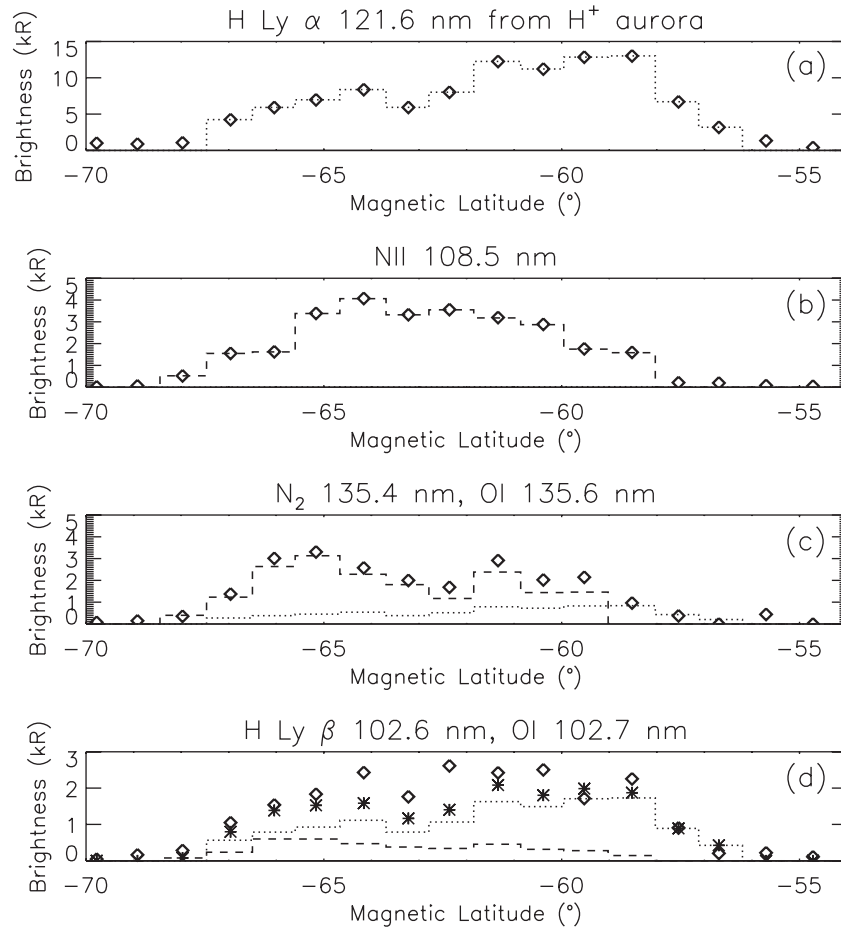 H Ly α 121.6 nm from H⁺ aurora
Brightness (kR)
15
10
5
0
(a)
−70
−65
−60
−55
Magnetic Latitude (°)
NII 108.5 nm
Brightness (kR)
5
4
3
2
1
0
(b)
−70
−65
−60
−55
Magnetic Latitude (°)
N₂ 135.4 nm, OI 135.6 nm
Brightness (kR)
5
4
3
2
1
0
(c)
−70
−65
−60
−55
Magnetic Latitude (°)
H Ly β 102.6 nm, OI 102.7 nm
Brightness (kR)
3
2
1
0
(d)
−70
−65
−60
−55
Magnetic Latitude (°)